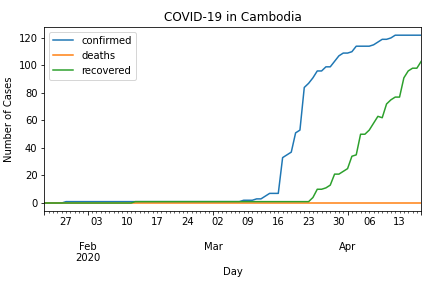 COVID-19 in Cambodia
confirmed
deaths
recovered
120
100
80
60
40
20
0
Number of Cases
27 03 10 17 24 02 09 16 23 30 06 13
Feb Mar Apr
2020
Day